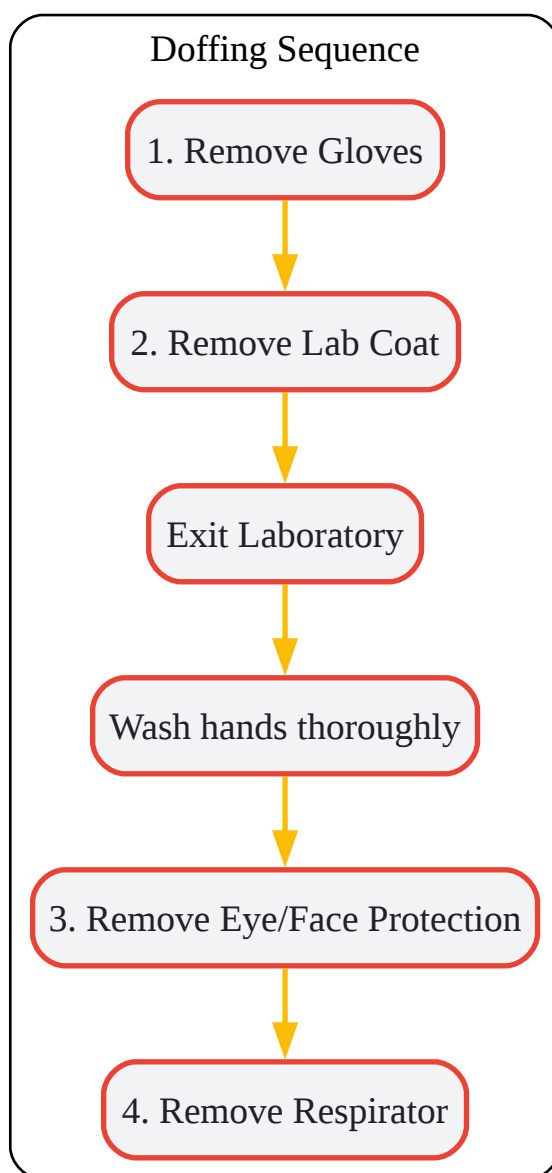 Doffing Sequence
1. Remove Gloves
2. Remove Lab Coat
Exit Laboratory
Wash hands thoroughly
3. Remove Eye/Face Protection
4. Remove Respirator